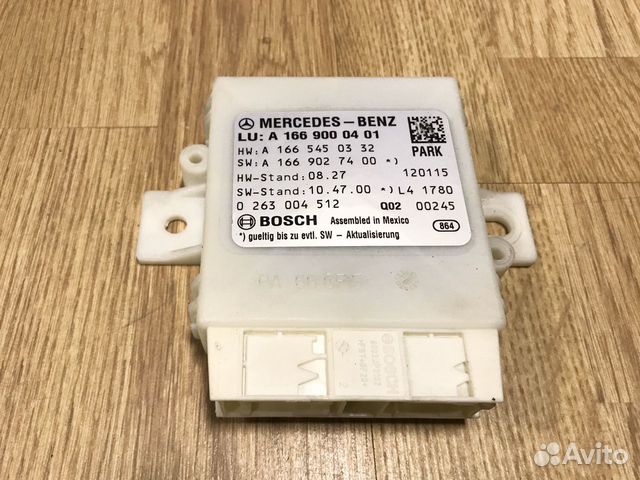 MERCEDES-BENZ
LU: A 166 900 04 01
HW: A 166 545 03 32
PARK
SW: A 166 902 74 00 *)
HW-Stand: 08.27
120115
SW-Stand: 10.47.00 *) L4 1780
0 263 004 512
Q02
00245
BOSCH
Assembled in Mexico
864
*) gueltig bis zu evtl. SW - Aktualisierung
BOSCH
2
Avito